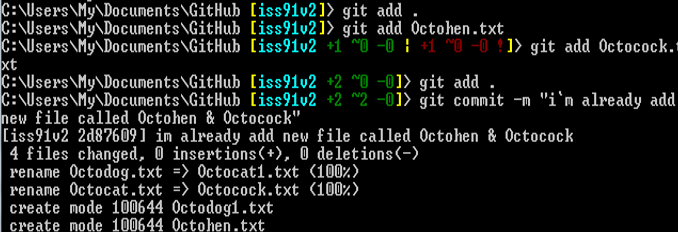 C:\Users\My\Documents\GitHub [iss91v2]> git add .
C:\Users\My\Documents\GitHub [iss91v2]> git add Octohen.txt
C:\Users\My\Documents\GitHub [iss91v2 +1 ~0 -0 | +1 ~0 -0 !]> git add Octocock.t
xt
C:\Users\My\Documents\GitHub [iss91v2 +2 ~0 -0]> git add .
C:\Users\My\Documents\GitHub [iss91v2 +2 ~2 -0]> git commit -m "i`m already add
new file called Octohen & Octocock"
[iss91v2 2d87609] im already add new file called Octohen & Octocock
 4 files changed, 0 insertions(+), 0 deletions(-)
 rename Octodog.txt => Octocat1.txt (100%)
 rename Octocat.txt => Octocock.txt (100%)
 create mode 100644 Octodog1.txt
 create mode 100644 Octohen.txt